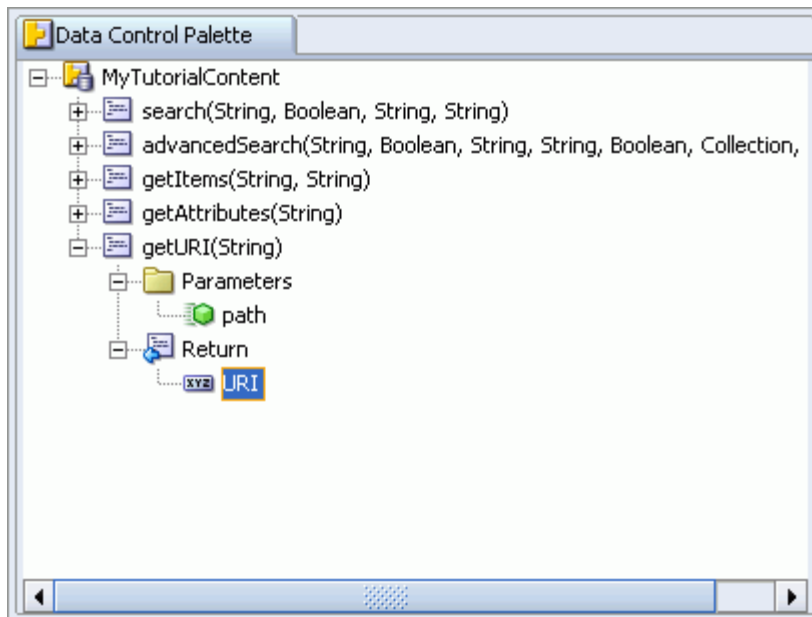 Data Control Palette
MyTutorialContent
search(String, Boolean, String, String)
advancedSearch(String, Boolean, String, String, Boolean, Collection,
getItems(String, String)
getAttributes(String)
getURI(String)
Parameters
path
Return
XYZ URI